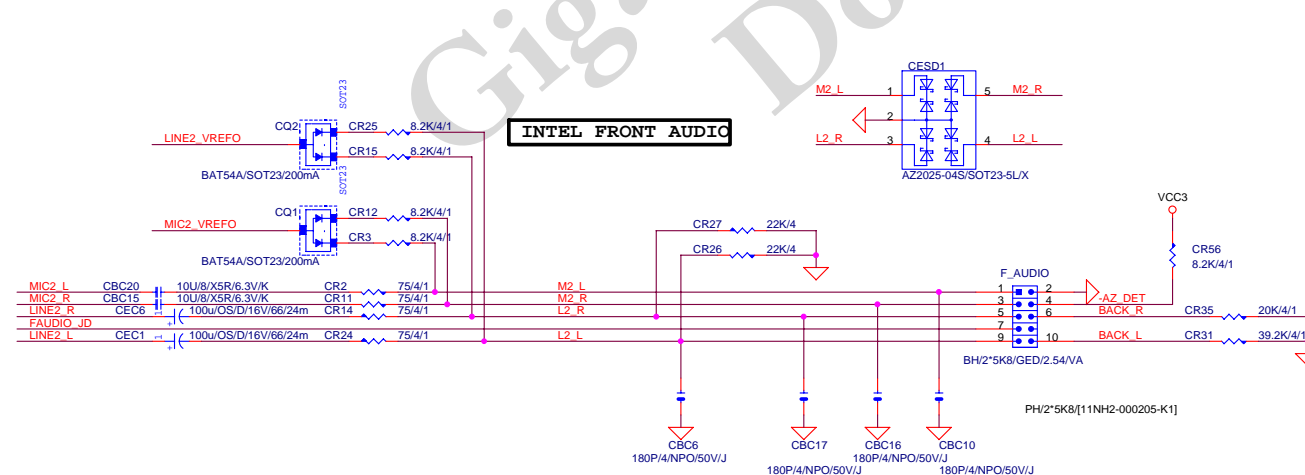 Gig
Do
CESD1
M2_L 1 5 M2_R
2
L2_R 3 4 L2_L
AZ2025-04S/SOT23-5L/X
INTEL FRONT AUDIO
SOT23
CQ2 CR25 8.2K/4/1
LINE2_VREFO
CR15 8.2K/4/1
BAT54A/SOT23/200mA
SOT23
CQ1 CR12 8.2K/4/1
MIC2_VREFO
CR3 8.2K/4/1
BAT54A/SOT23/200mA
VCC3
CR27 22K/4
CR26 22K/4
CR56
8.2K/4/1
F_AUDIO
MIC2_L CBC20 10U/8/X5R/6.3V/K CR2 75/4/1 M2_L 1 2
MIC2_R CBC15 10U/8/X5R/6.3V/K CR11 75/4/1 M2_R 3 4 -AZ_DET
LINE2_R CEC6 1 + 100u/OS/D/16V/66/24m CR14 75/4/1 L2_R 5 6 BACK_R CR35 20K/4/1
FAUDIO_JD 7
LINE2_L CEC1 1 + 100u/OS/D/16V/66/24m CR24 75/4/1 L2_L 9 10 BACK_L CR31 39.2K/4/1
BH/2*5K8/GED/2.54/VA
PH/2*5K8/[11NH2-000205-K1]
CBC6 CBC17 CBC16 CBC10
180P/4/NPO/50V/J 180P/4/NPO/50V/J
180P/4/NPO/50V/J 180P/4/NPO/50V/J